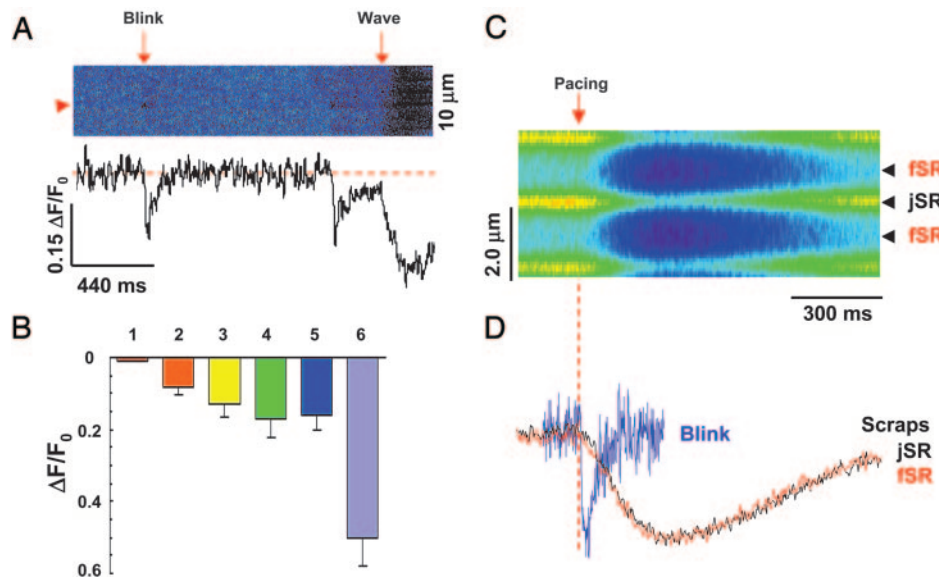 A
Blink
Wave
10 μm
0.15 ΔF/F0
440 ms
B
1 2 3 4 5 6
0
0.2
0.4
0.6
ΔF/F0
C
Pacing
fSR
jSR
fSR
2.0 μm
300 ms
D
Blink
Scraps
jSR
fSR